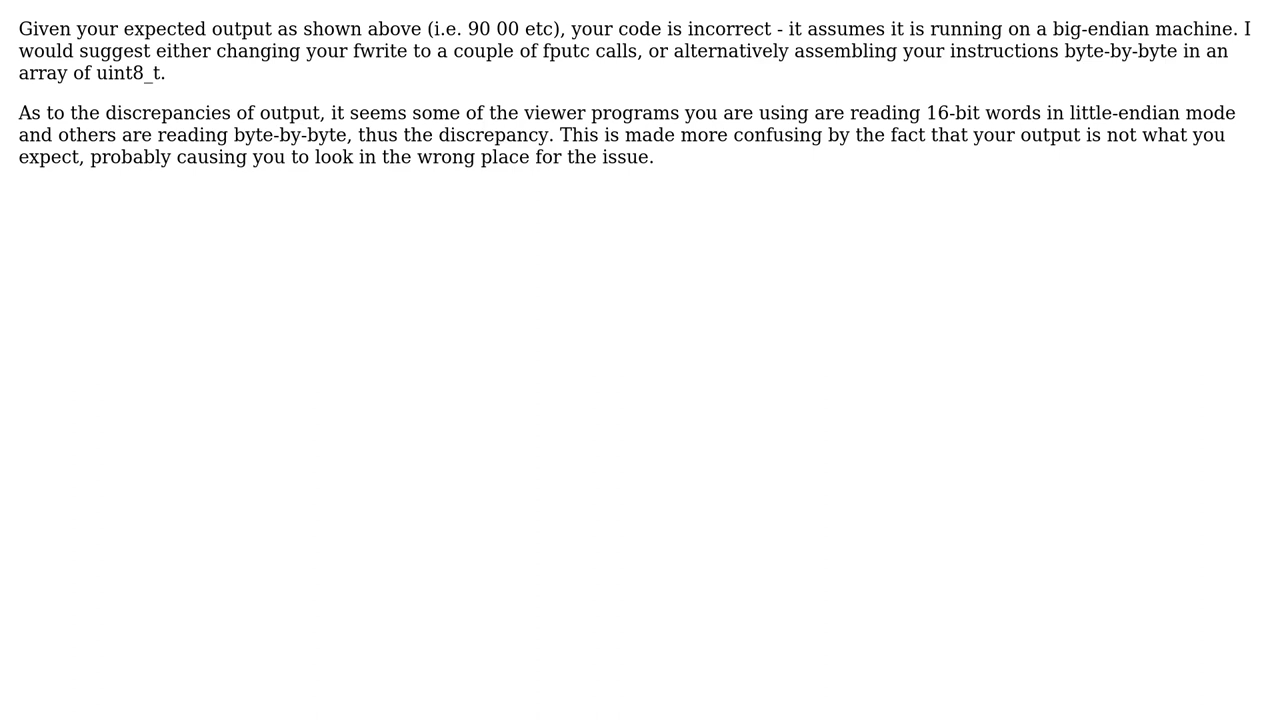 Given your expected output as shown above (i.e. 90 00 etc), your code is incorrect - it assumes it is running on a big-endian machine. I
would suggest either changing your fwrite to a couple of fputc calls, or alternatively assembling your instructions byte-by-byte in an
array of uint8_t.
As to the discrepancies of output, it seems some of the viewer programs you are using are reading 16-bit words in little-endian mode
and others are reading byte-by-byte, thus the discrepancy. This is made more confusing by the fact that your output is not what you
expect, probably causing you to look in the wrong place for the issue.